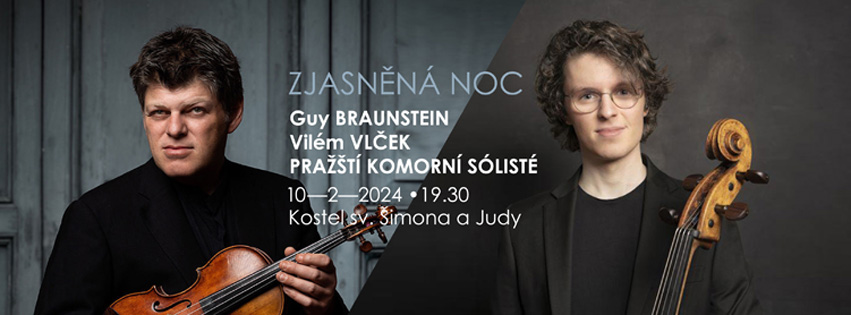 ZJASNĚNÁ NOC
Guy BRAUNSTEIN
Vilém VLČEK
PRAŽŠTÍ KOMORNÍ SÓLISTÉ
10—2—2024 • 19.30
Kostel sv. Šimona a Judy